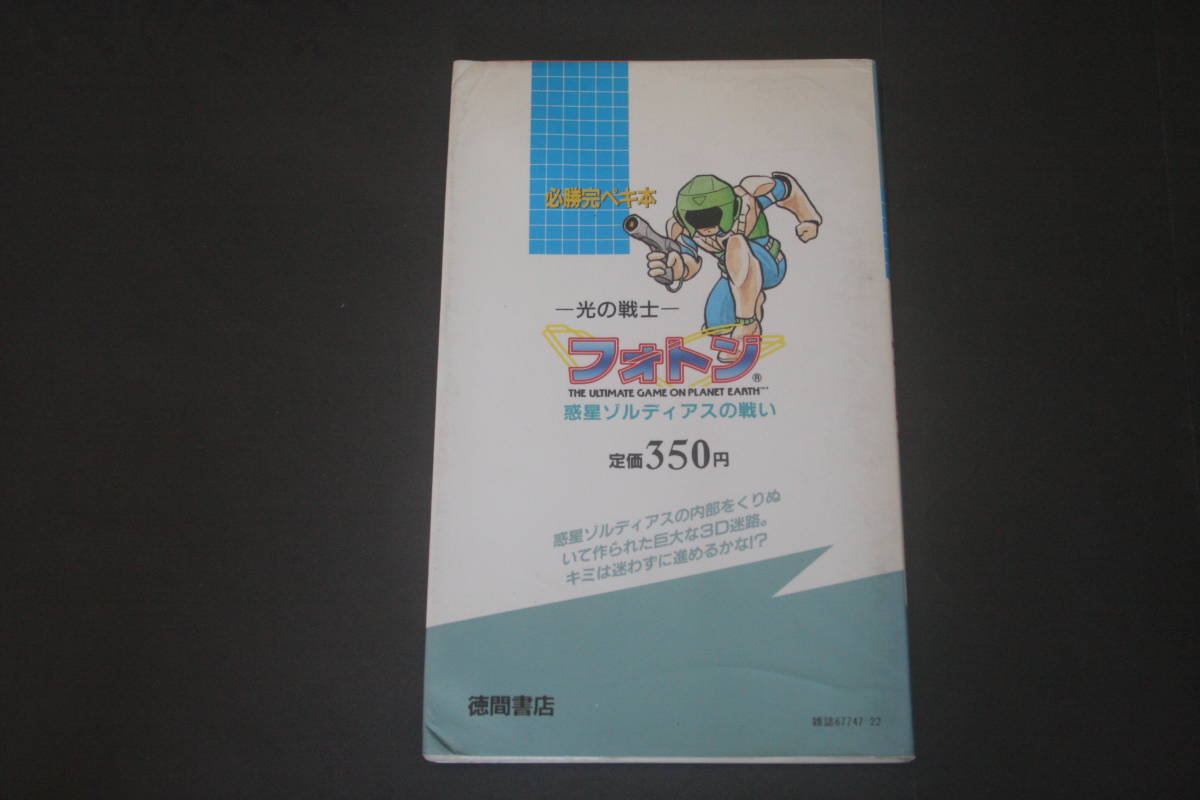 必勝完ペキ本
―光の戦士―
フォトン®
THE ULTIMATE GAME ON PLANET EARTH™
惑星ゾルディアスの戦い
定価350円
惑星ゾルディアスの内部をくりぬ
いて作られた巨大な3D迷路。
キミは迷わずに進めるかな!?
徳間書店
雑誌67747-22